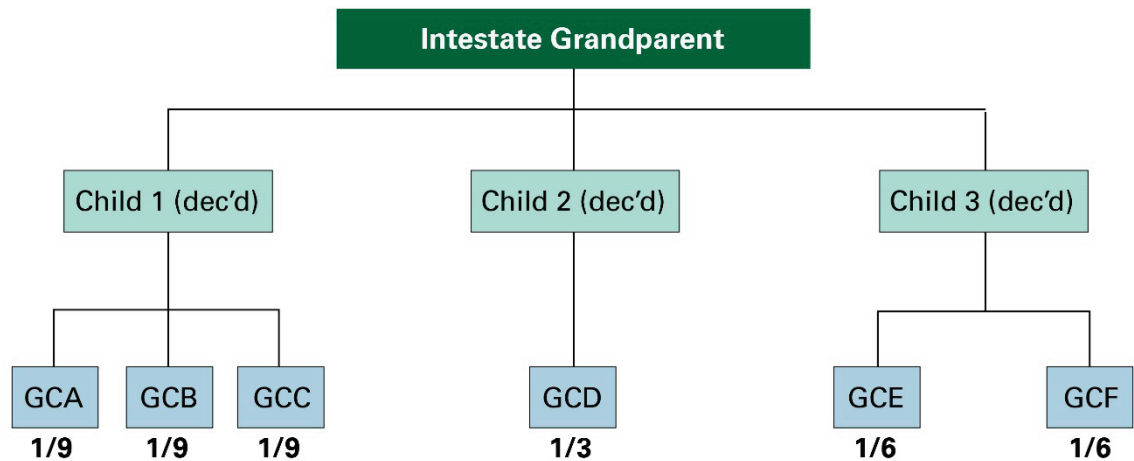 Intestate Grandparent
Child 1 (dec’d)
Child 2 (dec’d)
Child 3 (dec’d)
GCA
GCB
GCC
GCD
GCE
GCF
1/9
1/9
1/9
1/3
1/6
1/6